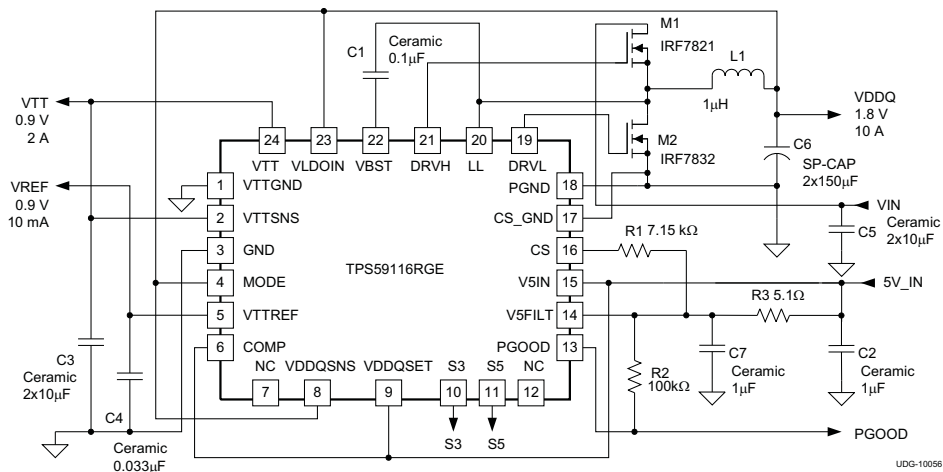 M1
IRF7821
L1
1μH
C1
Ceramic
0.1μF
VTT
0.9 V
2 A
VDDQ
1.8 V
10 A
24
23
22
21
20
19
VTT
VLDOIN
VBST
DRVH
LL
DRVL
M2
IRF7832
C6
SP-CAP
2x150μF
VREF
0.9 V
10 mA
1
VTTGND
PGND
18
2
VTTSNS
CS_GND
17
VIN
Ceramic
2x10μF
C5
3
GND
CS
16
R1 7.15 kΩ
TPS59116RGE
4
MODE
V5IN
15
5V_IN
R3 5.1Ω
5
VTTREF
V5FILT
14
6
COMP
PGOOD
13
C3
Ceramic
2x10μF
NC
VDDQSNS
VDDQSET
S3
S5
NC
7
8
9
10
11
12
R2
100kΩ
C7
Ceramic
1μF
C2
Ceramic
1μF
C4
Ceramic
0.033μF
S3
S5
PGOOD
UDG-10056